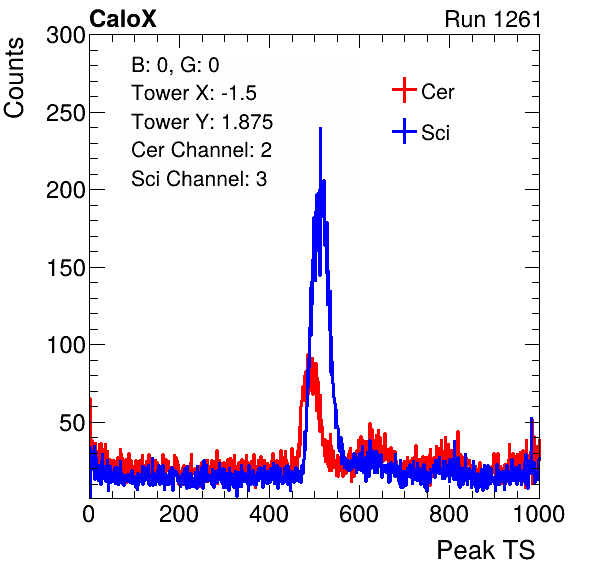 CaloX Run 1261
Counts
300
250
200
150
100
50
B: 0, G: 0
Tower X: -1.5
Tower Y: 1.875
Cer Channel: 2
Sci Channel: 3
Cer
Sci
0 200 400 600 800 1000
Peak TS